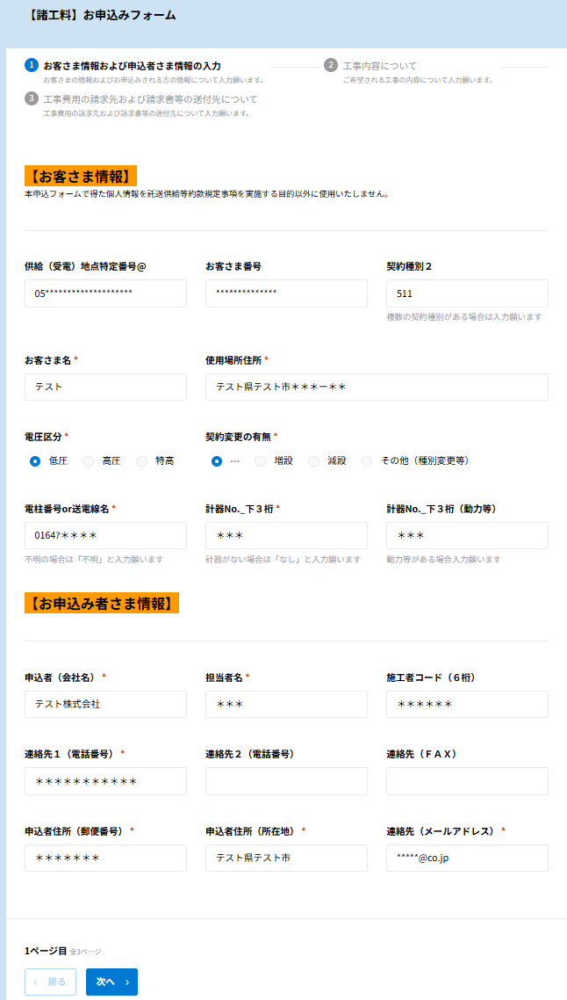 【諸工料】お申込みフォーム
1 お客さま情報および申込者さま情報の入力
お客さまの情報およびお申込みされる方の情報について入力願います。
2 工事内容について
ご希望される工事の内容について入力願います。
3 工事費用の請求先および請求書等の送付先について
工事費用の請求先および請求書等の送付先について入力願います。
【お客さま情報】
本申込フォームで得た個人情報を託送供給等約款規定事項を実施する目的以外に使用いたしません。
供給（受電）地点特定番号@ お客さま番号 契約種別２
05******************** ************** 511
複数の契約種別がある場合は入力願います
お客さま名 * 使用場所住所 *
テスト テスト県テスト市＊＊＊ー＊＊
電圧区分 * 契約変更の有無 *
低圧 高圧 特高 --- 増設 減設 その他（種別変更等）
電柱番号or送電線名 * 計器No._下３桁 * 計器No._下３桁（動力等）
0164ｱ＊＊＊＊ ＊＊＊ ＊＊＊
不明の場合は「不明」と入力願います 計器がない場合は「なし」と入力願います 動力等がある場合入力願います
【お申込み者さま情報】
申込者（会社名） * 担当者名 * 施工者コード（６桁）
テスト株式会社 ＊＊＊ ＊＊＊＊＊＊
連絡先１（電話番号） * 連絡先２（電話番号） 連絡先（ＦＡＸ）
＊＊＊＊＊＊＊＊＊＊＊
申込者住所（郵便番号） * 申込者住所（所在地） * 連絡先（メールアドレス） *
＊＊＊＊＊＊＊ テスト県テスト市 *****@co.jp
1ページ目 全3ページ
‹ 戻る 次へ ›